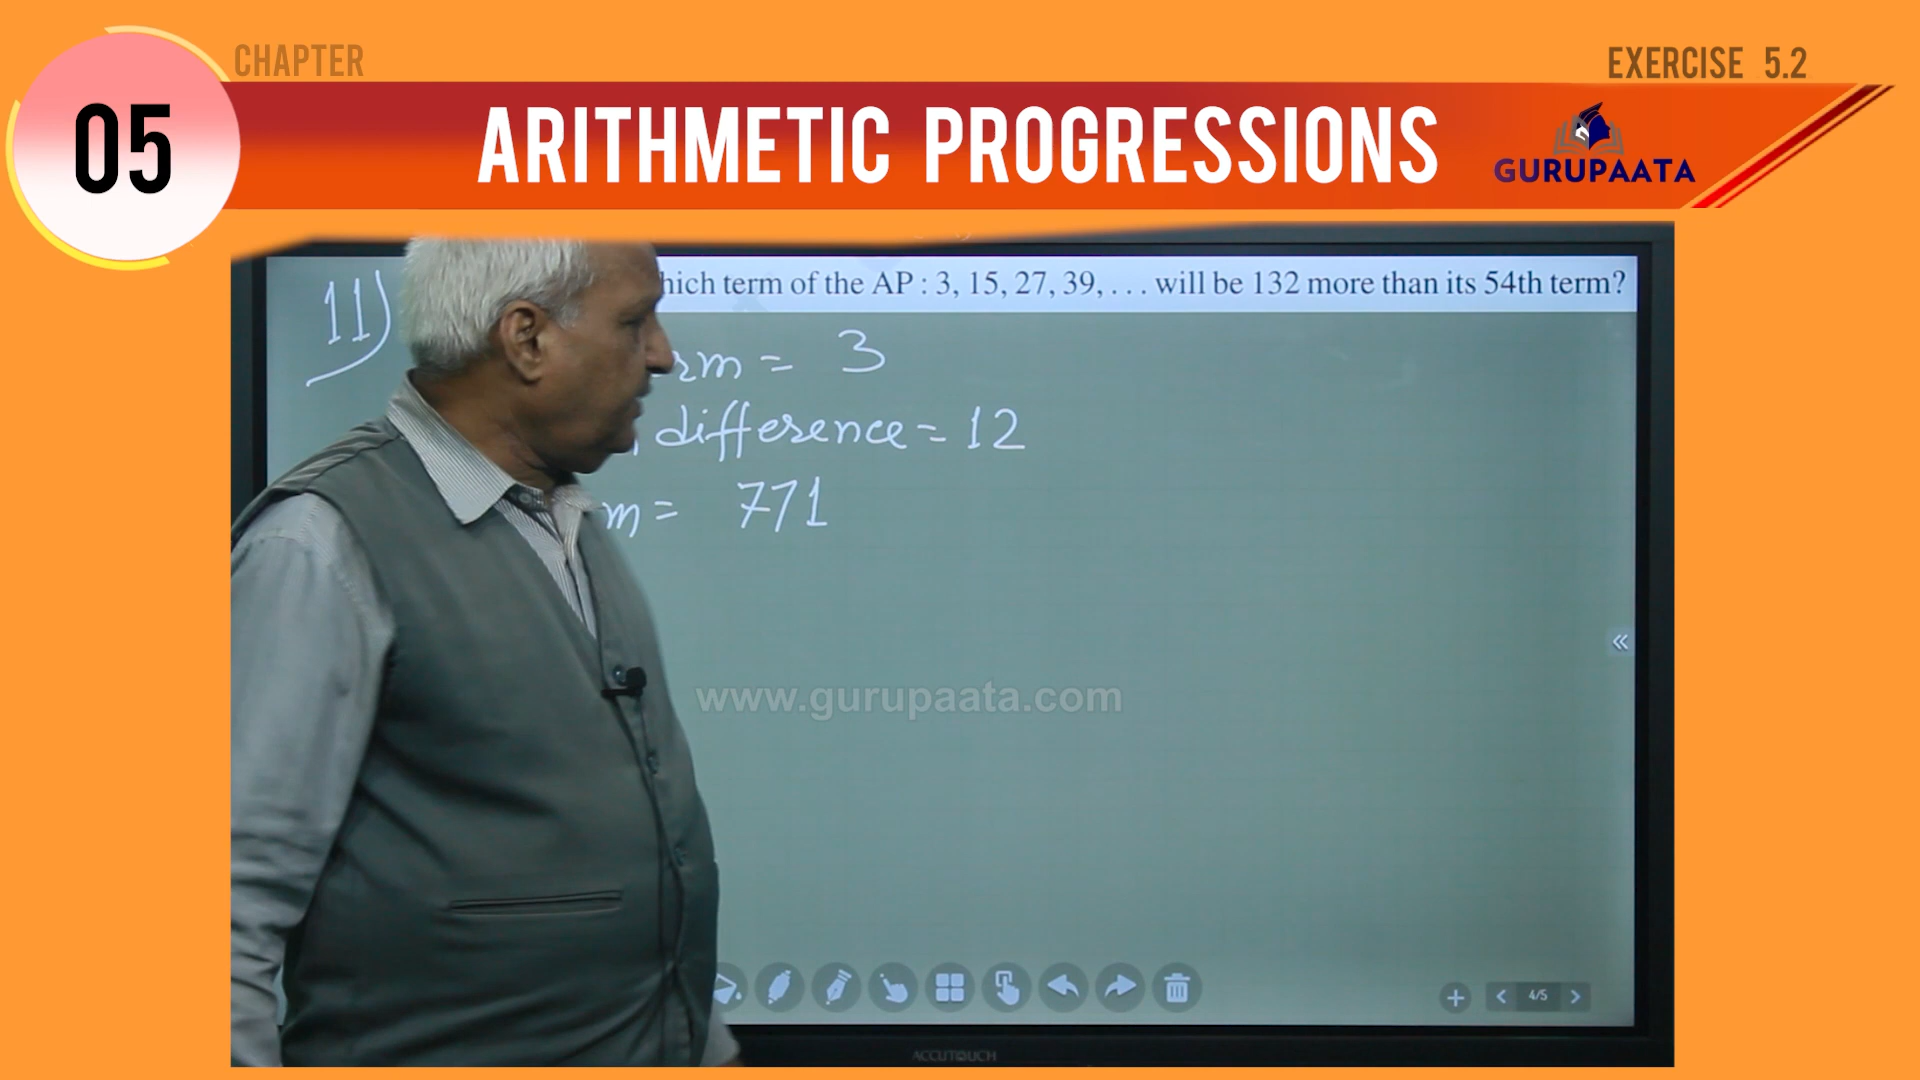 CHAPTER
EXERCISE 5.2
05
ARITHMETIC PROGRESSIONS
GURUPAATA
11)
hich term of the AP : 3, 15, 27, 39, . . . will be 132 more than its 54th term?
rm = 3
difference = 12
m = 771
www.gurupaata.com
4/5
ACCUTOUCH